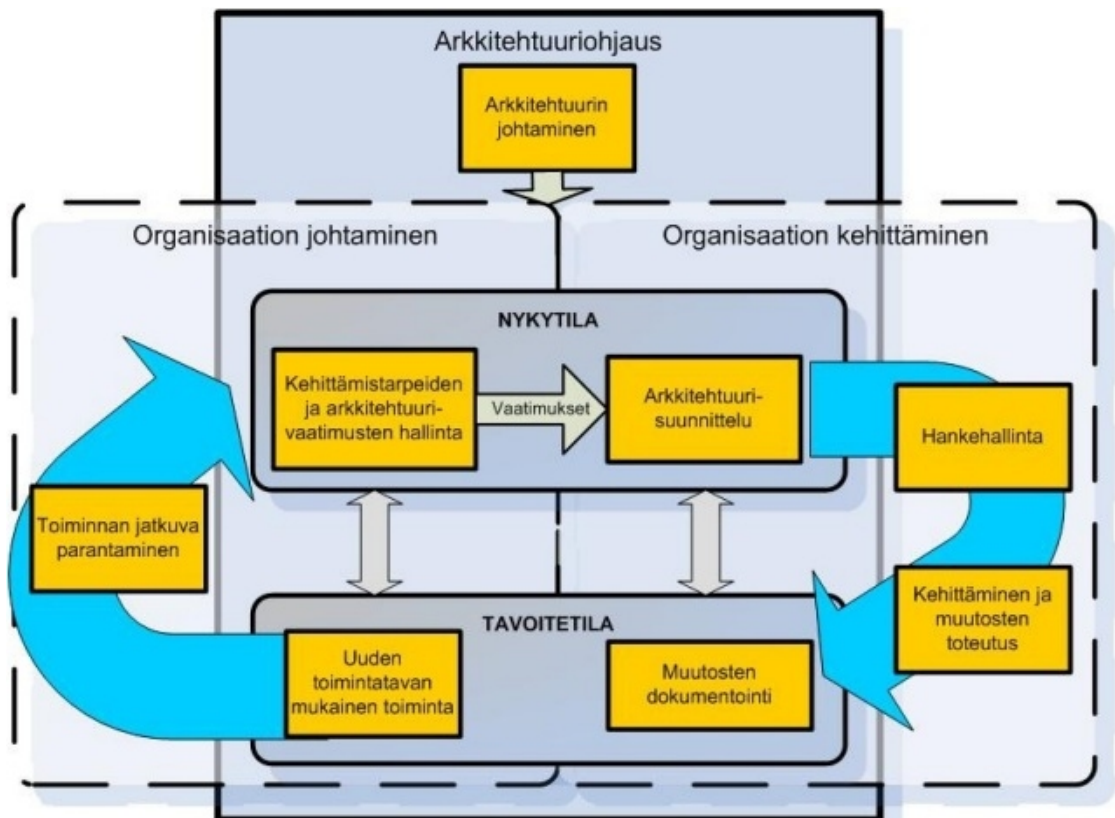 Arkkitehtuuriohjaus
Arkkitehtuurin
johtaminen
Organisaation johtaminen
Organisaation kehittäminen
NYKYTILA
Kehittämistarpeiden
ja arkkitehtuuri-
vaatimusten hallinta
Vaatimukset
Arkkitehtuuri-
suunnittelu
Hankehallinta
Toiminnan jatkuva
parantaminen
Kehittäminen ja
muutosten
toteutus
TAVOITETILA
Uuden
toimintatavan
mukainen toiminta
Muutosten
dokumentointi